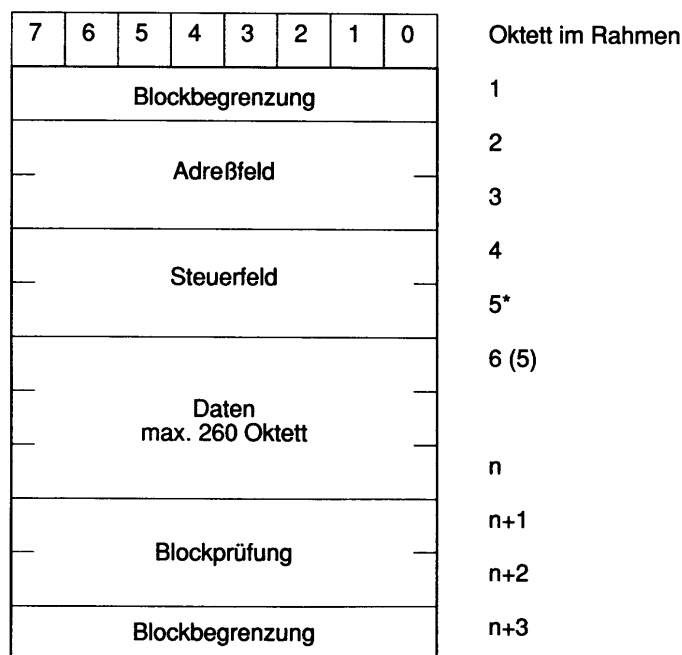 7 6 5 4 3 2 1 0 Oktett im Rahmen
Blockbegrenzung 1
2
Adreßfeld
3
4
Steuerfeld
5*
6 (5)
Daten
max. 260 Oktett
n
n+1
Blockprüfung
n+2
Blockbegrenzung n+3